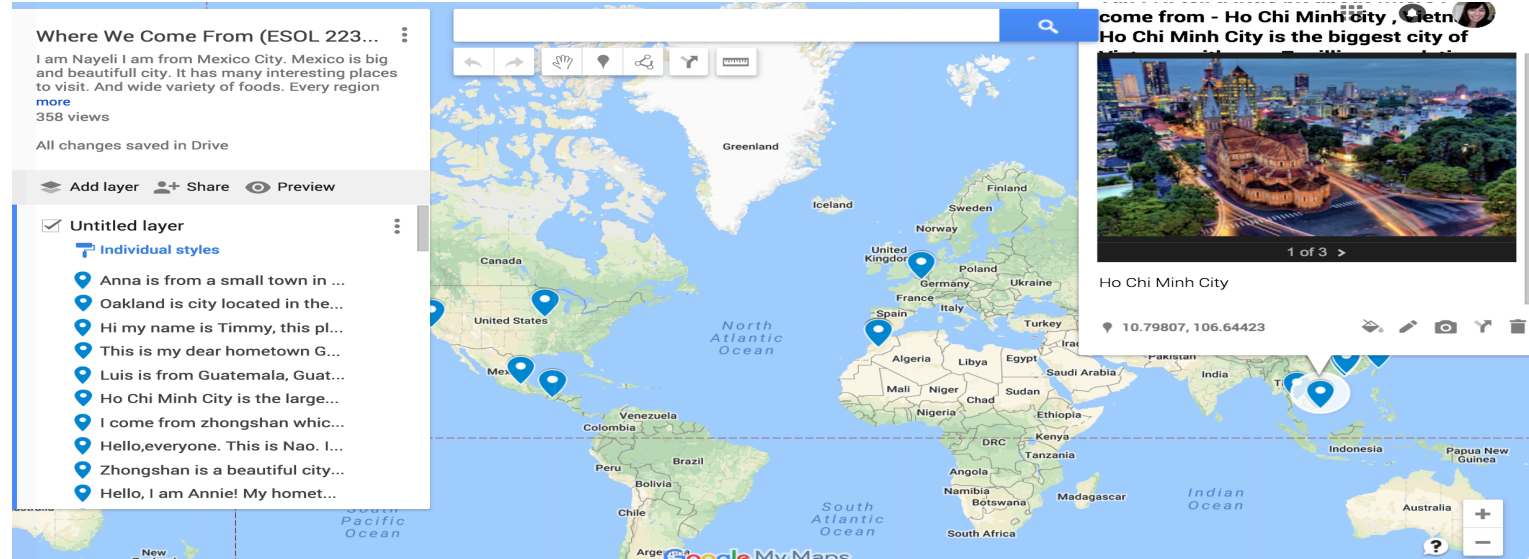 Where We Come From (ESOL 223...
I am Nayeli I am from Mexico City. Mexico is big
and beautifull city. It has many interesting places
to visit. And wide variety of foods. Every region
more
358 views
All changes saved in Drive
Add layer Share Preview
Untitled layer
Individual styles
Anna is from a small town in ...
Oakland is city located in the...
Hi my name is Timmy, this pl...
This is my dear hometown G...
Luis is from Guatemala, Guat...
Ho Chi Minh City is the large...
I come from zhongshan whic...
Hello,everyone. This is Nao. I...
Zhongshan is a beautiful city...
Hello, I am Annie! My homet...
come from - Ho Chi Minh city , Vietn
Ho Chi Minh City is the biggest city of
1 of 3 >
Ho Chi Minh City
10.79807, 106.64423
Greenland
Iceland
Finland
Sweden
Norway
United
Kingdom
Poland
Germany
Ukraine
France
Italy
Spain
Turkey
Canada
United States
North
Atlantic
Ocean
Algeria
Libya
Egypt
Saudi Arabia
Pakistan
India
Mali
Niger
Chad
Sudan
Nigeria
Ethiopia
Venezuela
Colombia
DRC
Kenya
Tanzania
Indonesia
Papua New
Guinea
Peru
Brazil
Bolivia
Angola
Namibia
Botswana
Madagascar
Chile
South
Atlantic
Ocean
South Africa
Indian
Ocean
Australia
South
Pacific
Ocean
New
Google My Maps
?